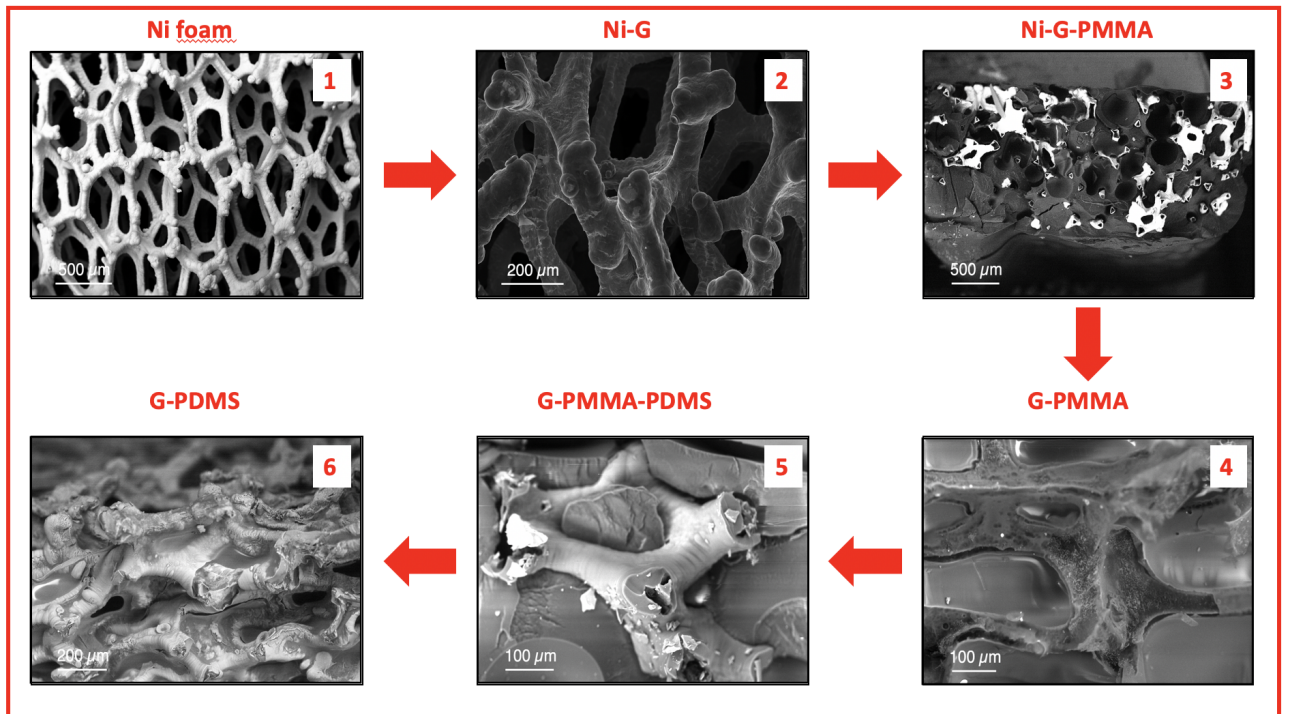 Ni foam
Ni-G
Ni-G-PMMA
1
2
3
500 µm
200 µm
500 µm
G-PDMS
G-PMMA-PDMS
G-PMMA
6
5
4
200 µm
100 µm
100 µm